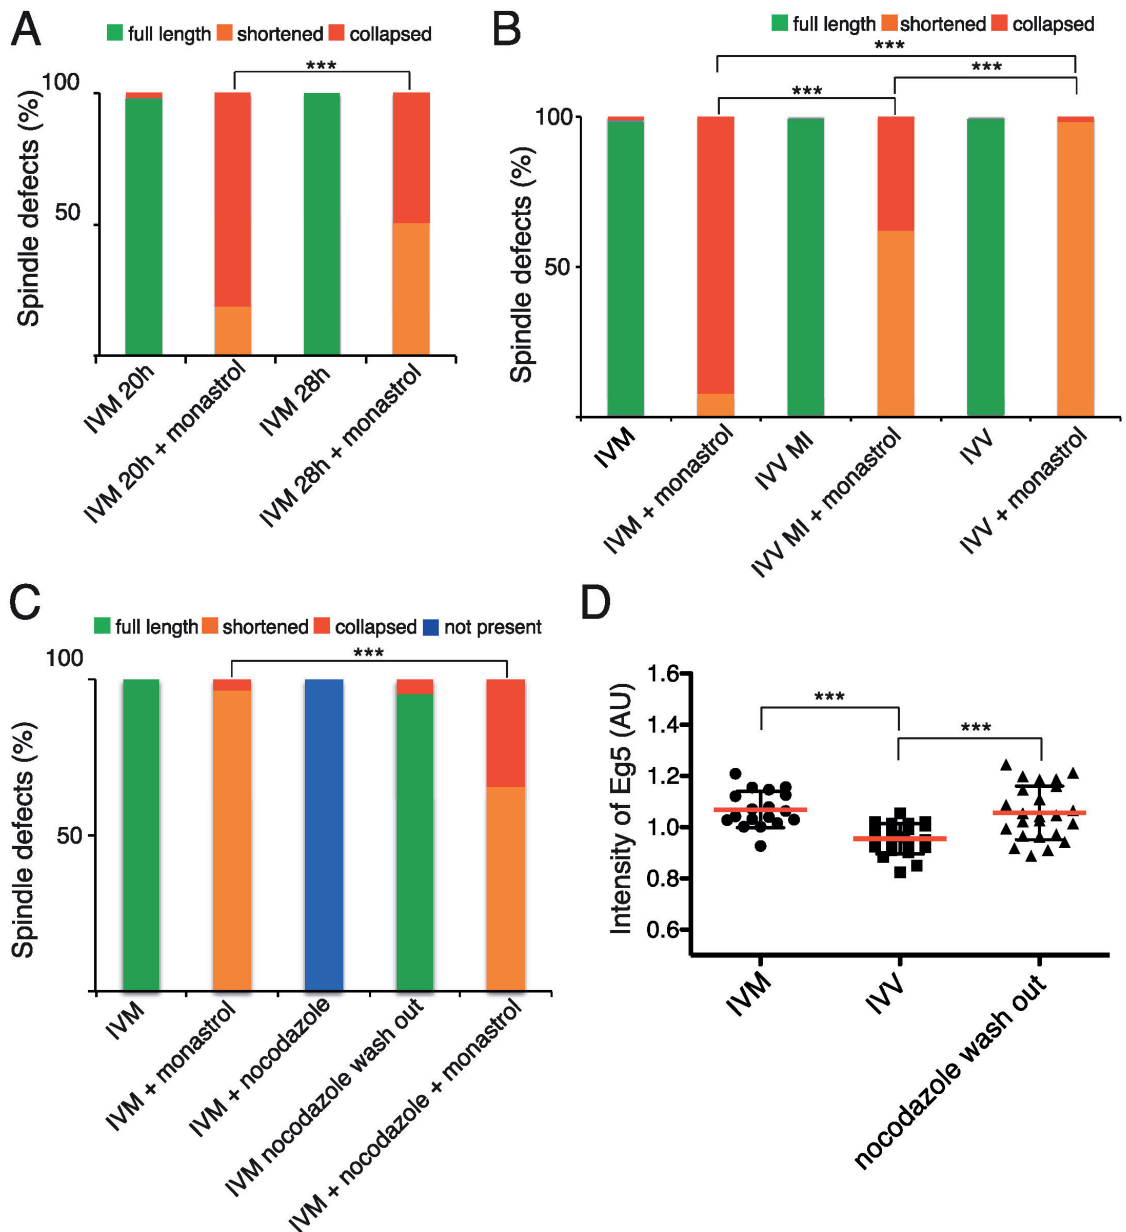 A
full length shortened collapsed
***
100
50
Spindle defects (%)
IVM 20h
IVM 20h + monastrol
IVM 28h
IVM 28h + monastrol
B
full length shortened collapsed
***
***
***
100
50
Spindle defects (%)
IVM
IVM + monastrol
IVV MI
IVV MI + monastrol
IVV
IVV + monastrol
C
full length shortened collapsed not present
***
100
50
Spindle defects (%)
IVM
IVM + monastrol
IVM + nocodazole
IVM nocodazole wash out
IVM + nocodazole + monastrol
D
1.6
1.4
1.2
1.0
0.8
0.6
Intensity of Eg5 (AU)
***
***
IVM
IVV
nocodazole wash out